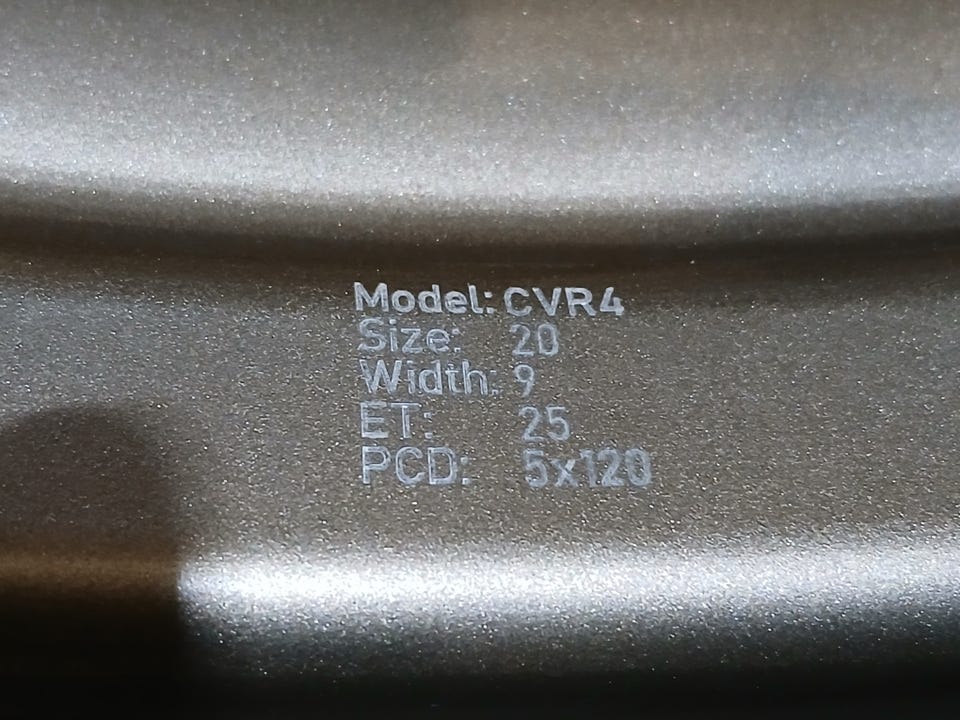 Model: CVR4
Size: 20
Width: 9
ET: 25
PCD: 5x120